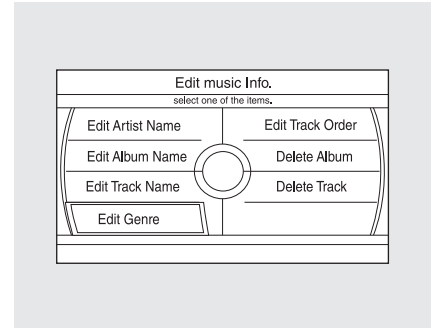 Edit music Info.
select one of the items.
Edit Artist Name
Edit Album Name
Edit Track Name
Edit Genre
Edit Track Order
Delete Album
Delete Track